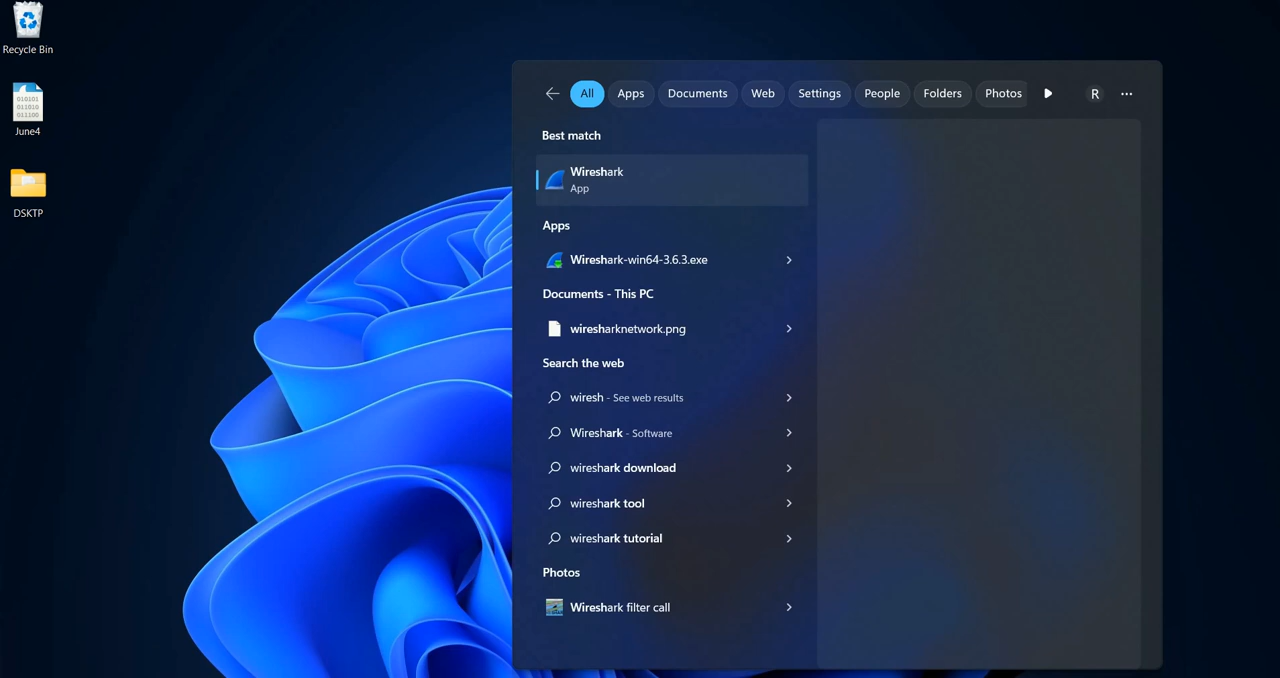 Recycle Bin
010101
011010
011100
June4
DSKTP
All Apps Documents Web Settings People Folders Photos R ...
Best match
Wireshark
App
Apps
Wireshark-win64-3.6.3.exe
Documents - This PC
wiresharknetwork.png
Search the web
wiresh - See web results
Wireshark - Software
wireshark download
wireshark tool
wireshark tutorial
Photos
Wireshark filter call